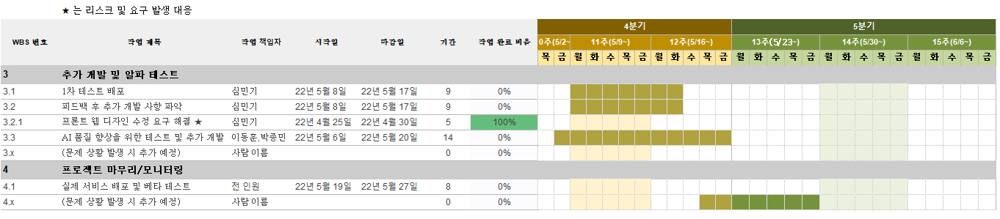 ★ 는 리스크 및 요구 발생 대응
4분기 5분기
WBS 번호 작업 제목 작업 책임자 시작일 마감일 기간 작업 완료 비율 0주(5/2~ 11주(5/9~) 12주(5/16~) 13주(5/23~) 14주(5/30~) 15주(6/6~)
목 금 월 화 수 목 금 월 화 수 목 금 월 화 수 목 금 월 화 수 목 금 월 화 수 목 금
3 추가 개발 및 알파 테스트
3.1 1차 테스트 배포 심민기 22년 5월 8일 22년 5월 17일 9 0%
3.2 피드백 후 추가 개발 사항 파악 심민기 22년 5월 8일 22년 5월 17일 9 0%
3.2.1 프론트 웹 디자인 수정 요구 해결 ★ 심민기 22년 4월 25일 22년 4월 30일 5 100%
3.3 AI 품질 향상을 위한 테스트 및 추가 개발 이동훈,박종민 22년 5월 6일 22년 5월 20일 14 0%
3.x (문제 상황 발생 시 추가 예정) 사람 이름 0 0%
4 프로젝트 마무리/모니터링
4.1 실제 서비스 배포 및 베타 테스트 전 인원 22년 5월 19일 22년 5월 27일 8 0%
4.x (문제 상황 발생 시 추가 예정) 사람 이름 0 0%